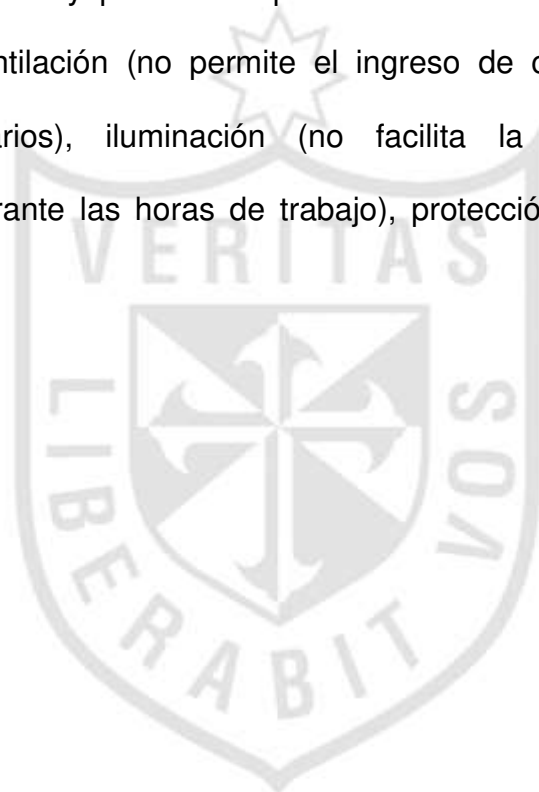 ntilación (no permite el ingreso de
arios), iluminación (no facilita la
rante las horas de trabajo), protecció
VERITAS
LIBERABIT
VOS